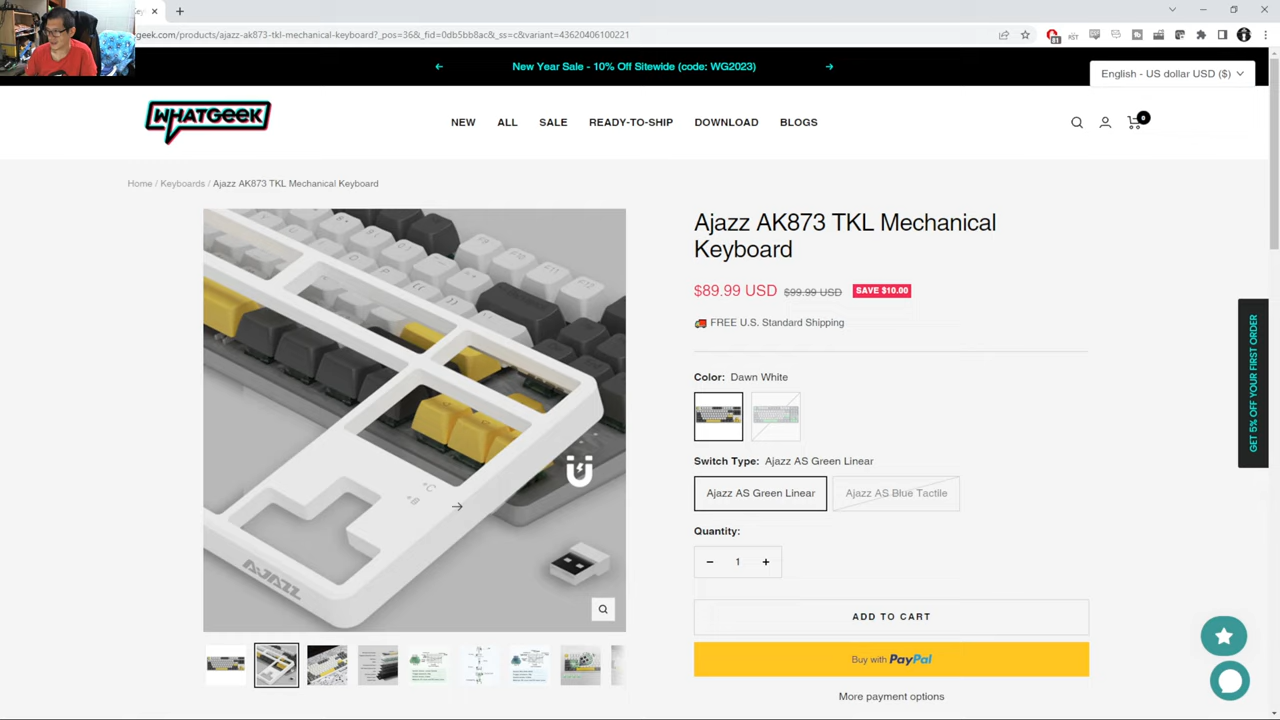 geek.com/products/ajazz-ak873-tkl-mechanical-keyboard?_pos=36&_fid=0db5bb8ac&_ss=c&variant=43620406100221
81
New Year Sale - 10% Off Sitewide (code: WG2023)
English - US dollar USD ($)
WHATGEEK
NEW
ALL
SALE
READY-TO-SHIP
DOWNLOAD
BLOGS
0
Home / Keyboards / Ajazz AK873 TKL Mechanical Keyboard
Ajazz AK873 TKL Mechanical
Keyboard
$89.99 USD $99.99 USD SAVE $10.00
FREE U.S. Standard Shipping
Color: Dawn White
Switch Type: Ajazz AS Green Linear
Ajazz AS Green Linear
Ajazz AS Blue Tactile
Quantity:
− 1 +
ADD TO CART
Buy with PayPal
More payment options
GET 5% OFF YOUR FIRST ORDER
AJAZZ